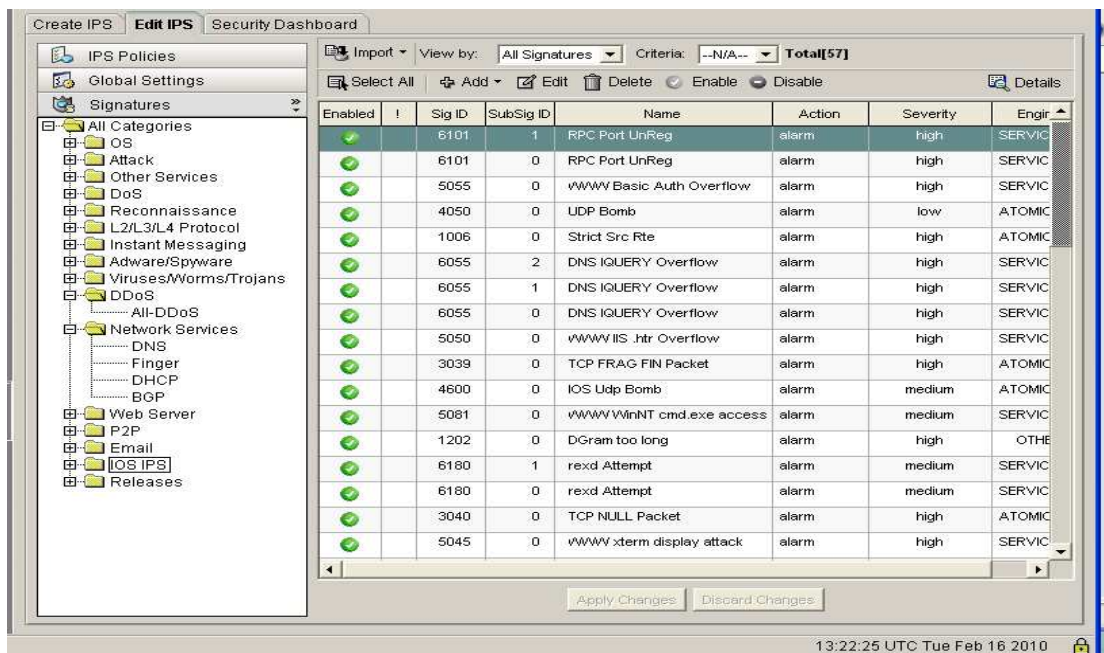 Create IPS Edit IPS Security Dashboard
IPS Policies
Global Settings
Signatures
All Categories
OS
Attack
Other Services
DoS
Reconnaissance
L2/L3/L4 Protocol
Instant Messaging
Adware/Spyware
Viruses/Worms/Trojans
DDoS
All-DDoS
Network Services
DNS
Finger
DHCP
BGP
Web Server
P2P
Email
IOS IPS
Releases
Import View by: All Signatures Criteria: --N/A-- Total[57]
Select All Add Edit Delete Enable Disable Details
Enabled ! Sig ID SubSig ID Name Action Severity Engir
6101 1 RPC Port UnReg alarm high SERVIC
6101 0 RPC Port UnReg alarm high SERVIC
5055 0 WWW Basic Auth Overflow alarm high SERVIC
4050 0 UDP Bomb alarm low ATOMIC
1006 0 Strict Src Rte alarm high ATOMIC
6055 2 DNS IQUERY Overflow alarm high SERVIC
6055 1 DNS IQUERY Overflow alarm high SERVIC
6055 0 DNS IQUERY Overflow alarm high SERVIC
5050 0 WWW IIS .htr Overflow alarm high SERVIC
3039 0 TCP FRAG FIN Packet alarm high ATOMIC
4600 0 IOS Udp Bomb alarm medium ATOMIC
5081 0 WWW WinNT cmd.exe access alarm medium SERVIC
1202 0 DGram too long alarm high OTHE
6180 1 rexd Attempt alarm medium SERVIC
6180 0 rexd Attempt alarm medium SERVIC
3040 0 TCP NULL Packet alarm high ATOMIC
5045 0 WWW xterm display attack alarm high SERVIC
Apply Changes Discard Changes
13:22:25 UTC Tue Feb 16 2010